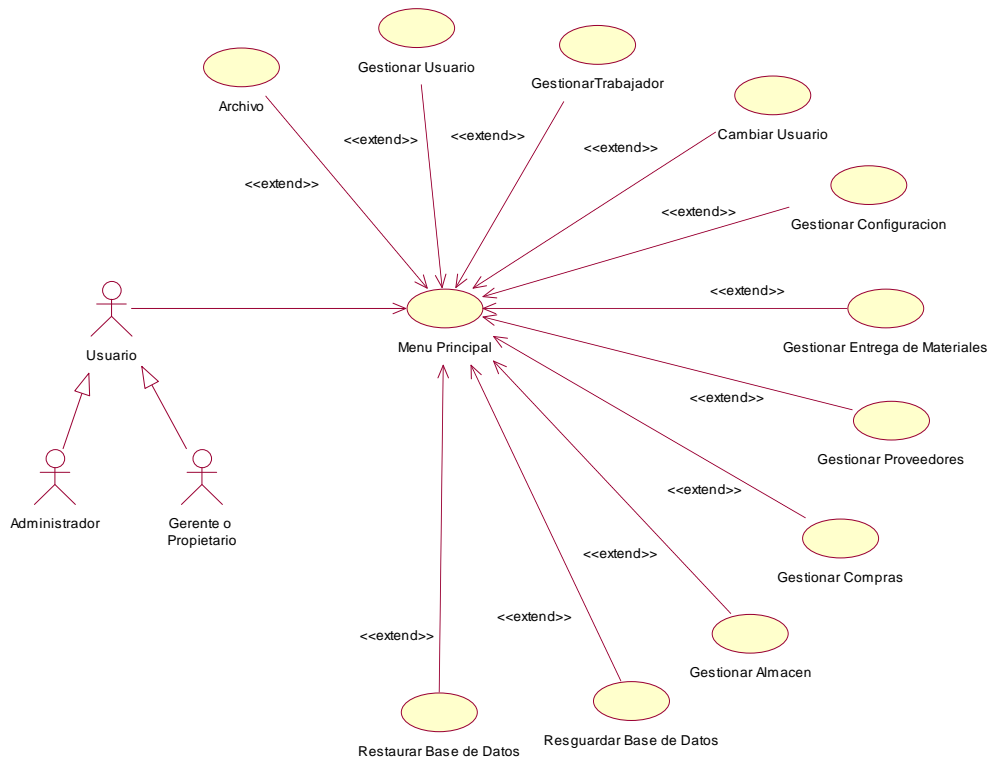 Gestionar Usuario
GestionarTrabajador
Archivo
Cambiar Usuario
<<extend>>
<<extend>>
<<extend>>
<<extend>>
<<extend>>
Gestionar Configuracion
<<extend>>
Menu Principal
Gestionar Entrega de Materiales
Usuario
<<extend>>
Gestionar Proveedores
<<extend>>
Administrador
Gerente o
Propietario
<<extend>>
Gestionar Compras
<<extend>>
<<extend>>
Gestionar Almacen
Restaurar Base de Datos
Resguardar Base de Datos